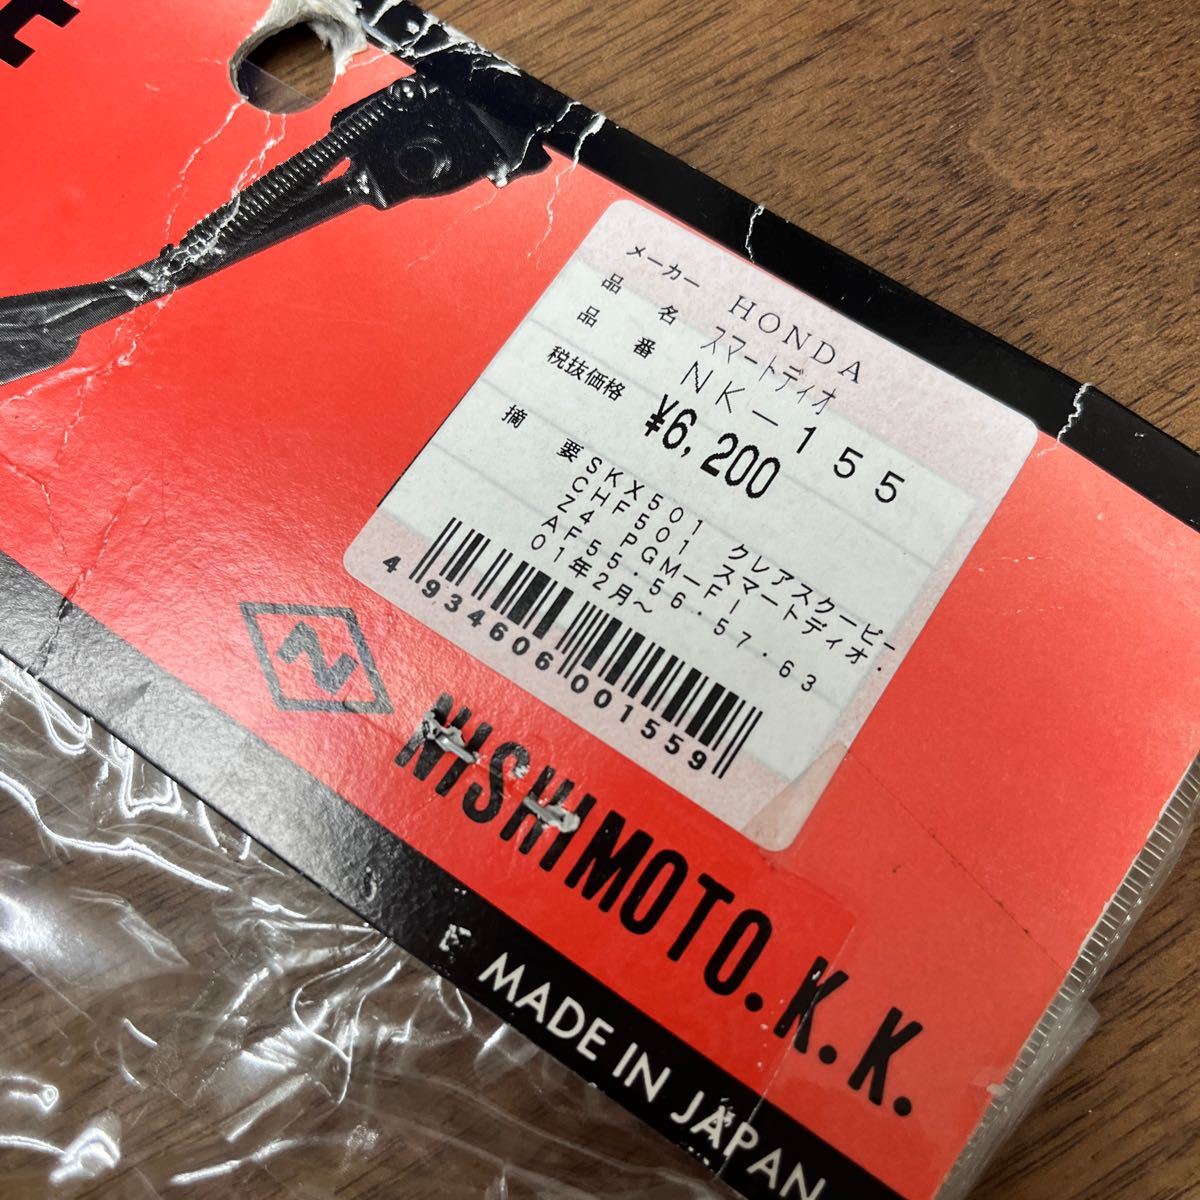 メーカー HONDA
品名 スマートディオ
品番 NK-155
税抜価格 ¥6,200
摘要 SKX501 クレアスクーピー
CHF501 スマートディオ・
Z4 PGM-FI
AF55・56・57・63
01年2月～
4934606001559
NISHIMOTO.K.K.
MADE IN JAPAN